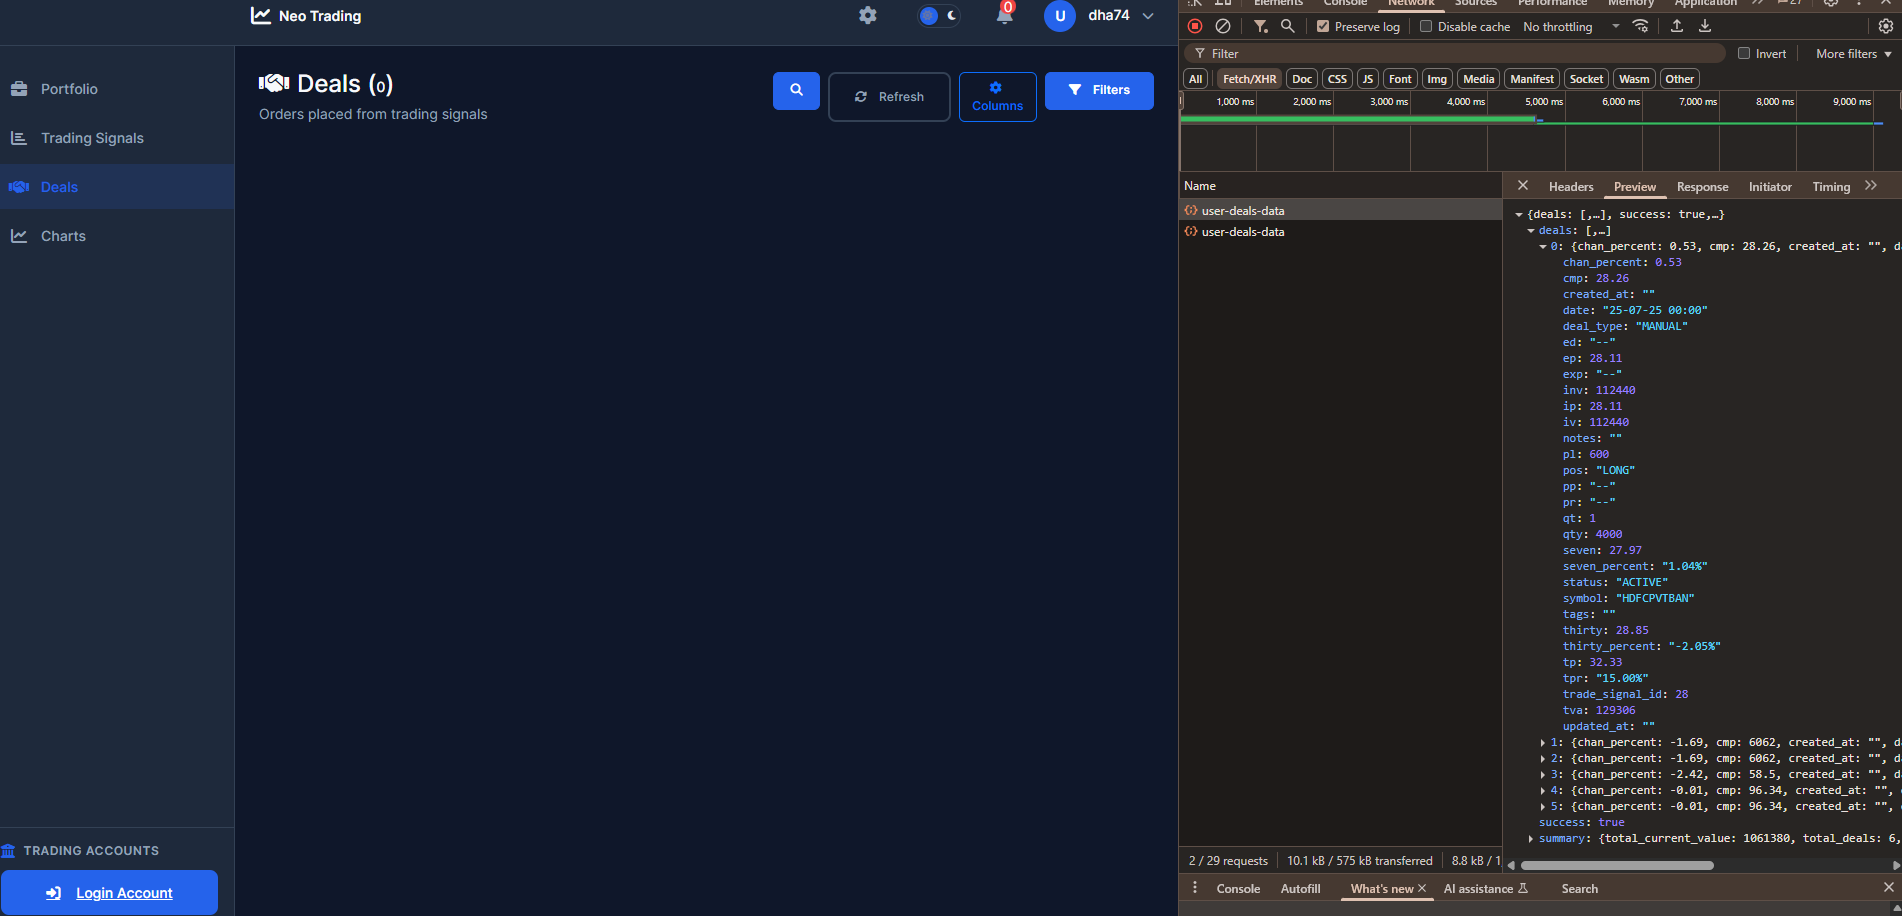 Neo Trading
0
U
dha74
Portfolio
Trading Signals
Deals
Charts
Deals (0)
Orders placed from trading signals
Refresh
Columns
Filters
TRADING ACCOUNTS
Login Account
Elements Console Network Sources Performance Memory Application 27
Preserve log Disable cache No throttling
Filter Invert More filters
All Fetch/XHR Doc CSS JS Font Img Media Manifest Socket Wasm Other
1,000 ms 2,000 ms 3,000 ms 4,000 ms 5,000 ms 6,000 ms 7,000 ms 8,000 ms 9,000 ms
Name
user-deals-data
user-deals-data
Headers Preview Response Initiator Timing
{deals: [,…], success: true,…}
deals: [,…]
0: {chan_percent: 0.53, cmp: 28.26, created_at: "", d
chan_percent: 0.53
cmp: 28.26
created_at: ""
date: "25-07-25 00:00"
deal_type: "MANUAL"
ed: "--"
ep: 28.11
exp: "--"
inv: 112440
ip: 28.11
iv: 112440
notes: ""
pl: 600
pos: "LONG"
pp: "--"
pr: "--"
qt: 1
qty: 4000
seven: 27.97
seven_percent: "1.04%"
status: "ACTIVE"
symbol: "HDFCPVTBAN"
tags: ""
thirty: 28.85
thirty_percent: "-2.05%"
tp: 32.33
tpr: "15.00%"
trade_signal_id: 28
tva: 129306
updated_at: ""
1: {chan_percent: -1.69, cmp: 6062, created_at: "", d
2: {chan_percent: -1.69, cmp: 6062, created_at: "", d
3: {chan_percent: -2.42, cmp: 58.5, created_at: "", d
4: {chan_percent: -0.01, cmp: 96.34, created_at: "",
5: {chan_percent: -0.01, cmp: 96.34, created_at: "",
success: true
summary: {total_current_value: 1061380, total_deals: 6,
2 / 29 requests 10.1 kB / 575 kB transferred 8.8 kB / 1
Console Autofill What's new AI assistance Search